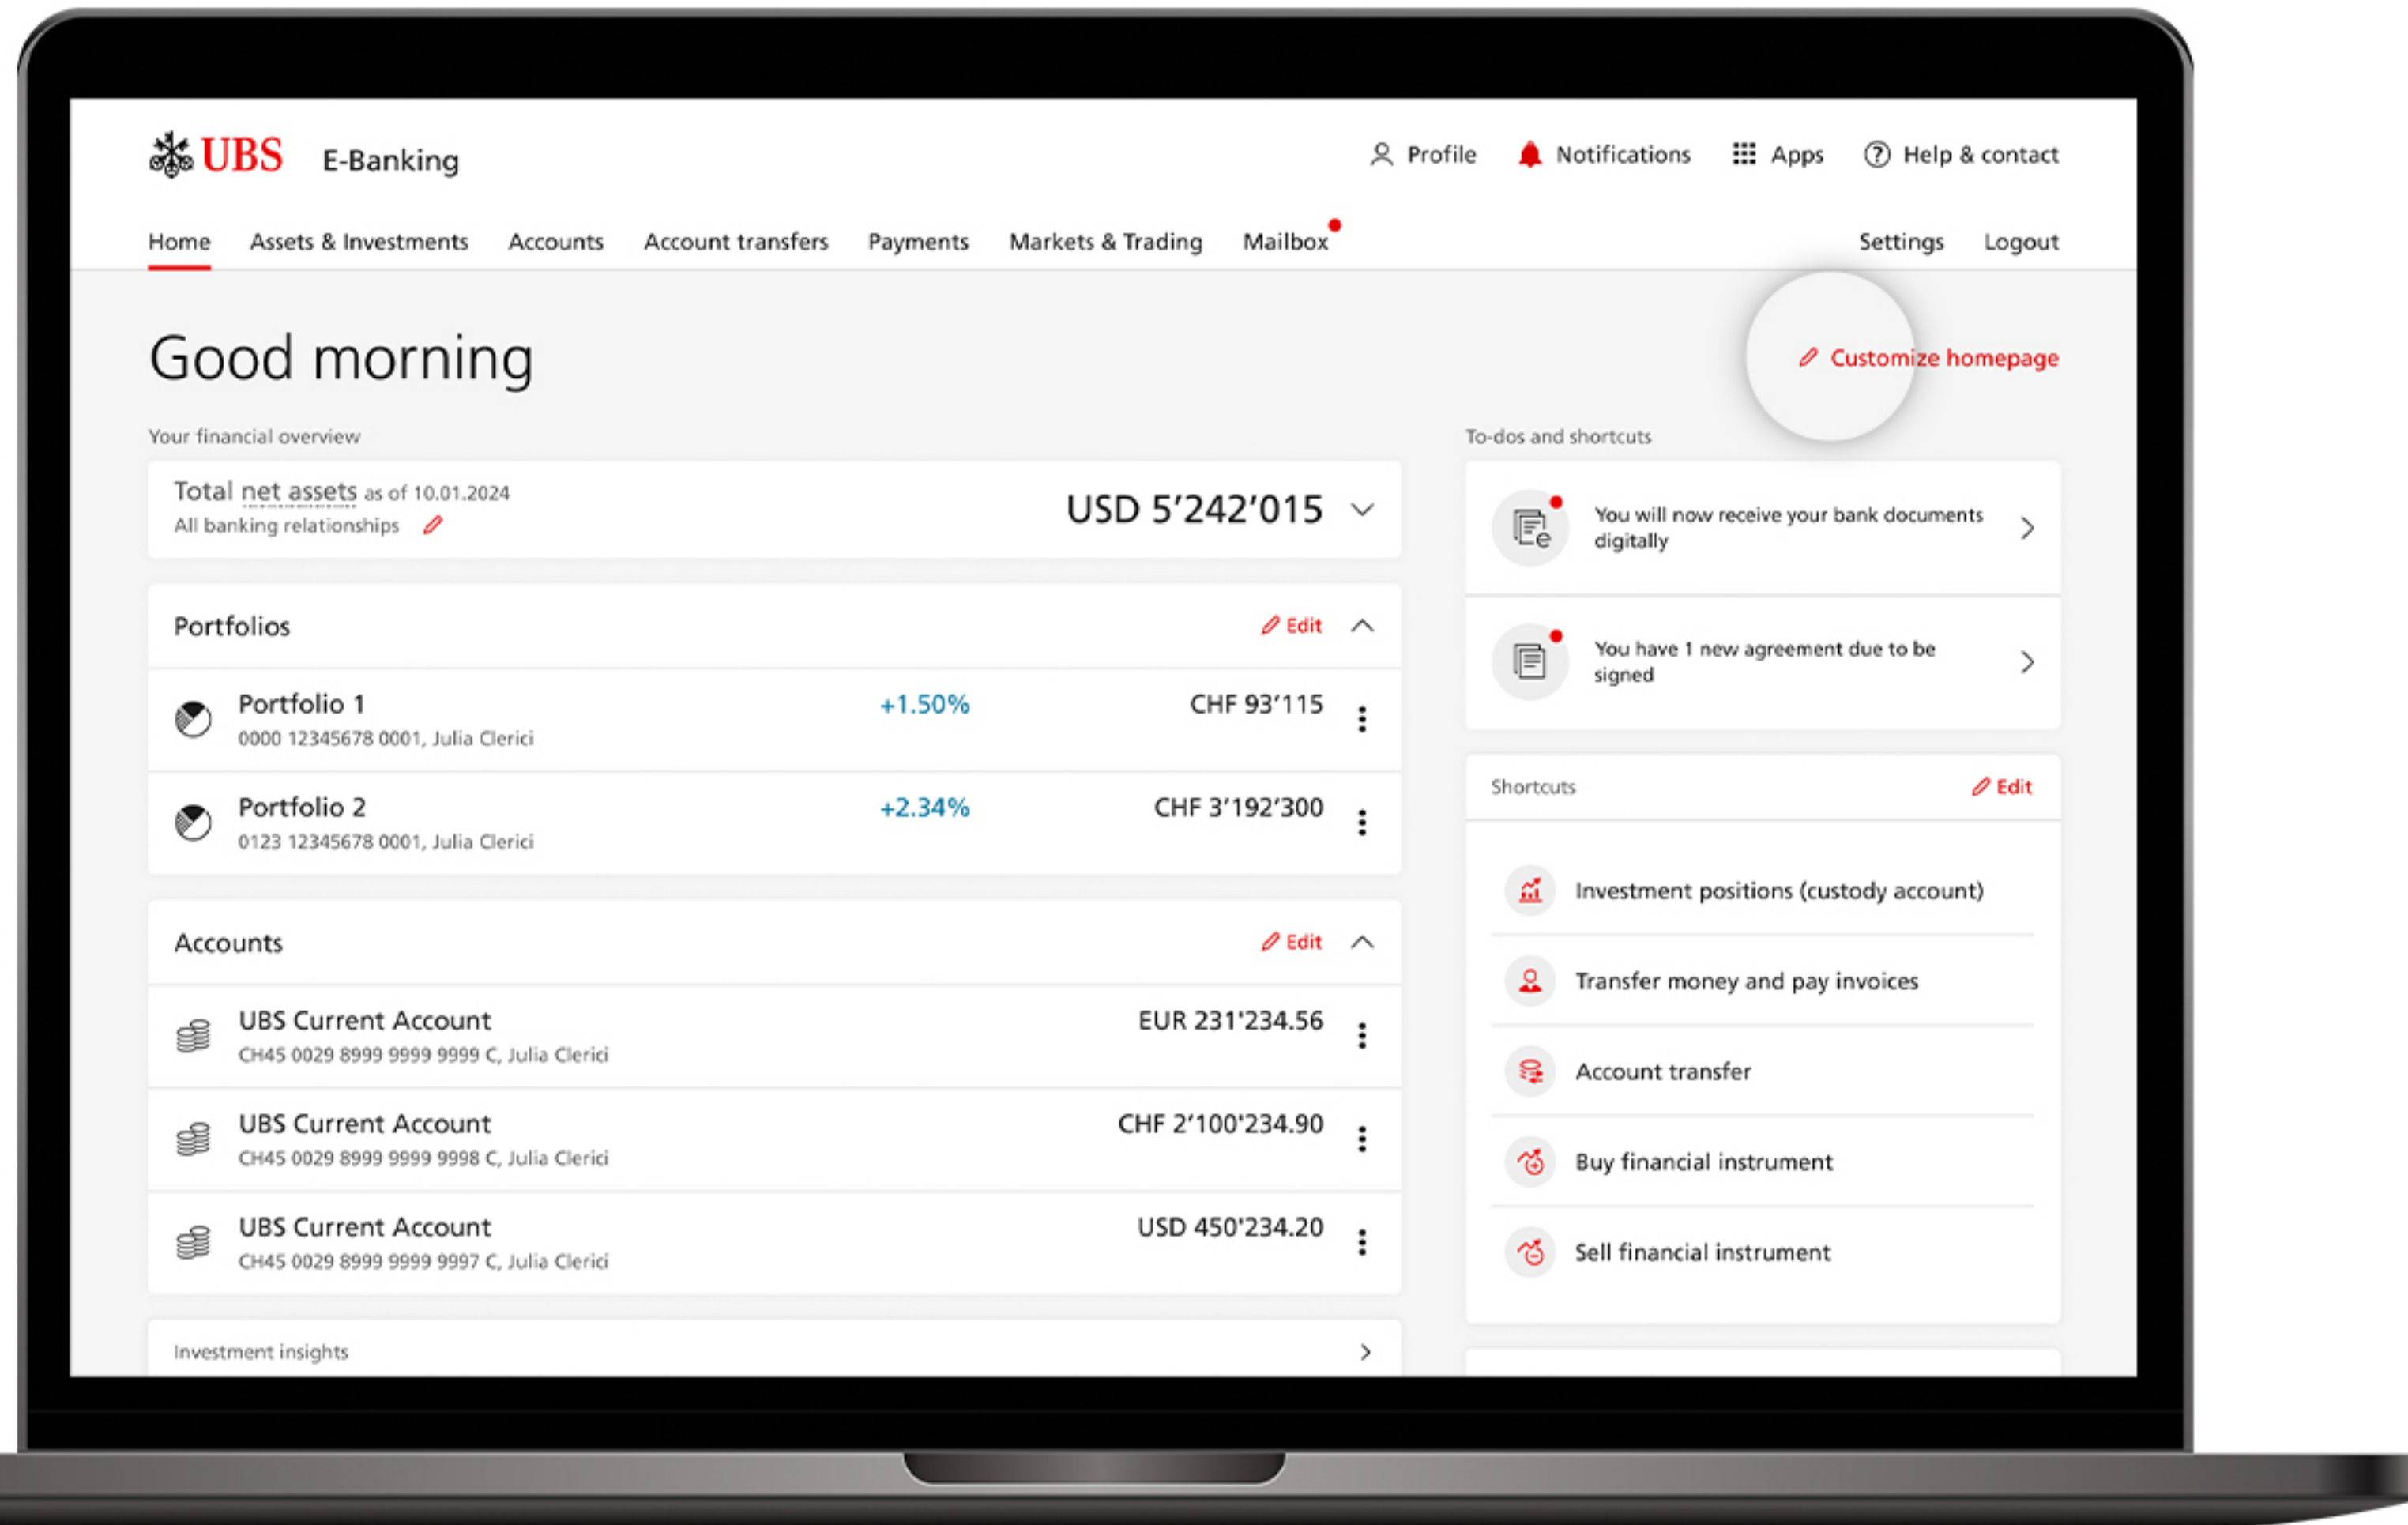 UBS E-Banking
Profile Notifications Apps Help & contact
Home Assets & Investments Accounts Account transfers Payments Markets & Trading Mailbox Settings Logout
Good morning
Customize homepage
Your financial overview
Total net assets as of 10.01.2024
All banking relationships
USD 5’242’015
Portfolios
Edit
Portfolio 1 +1.50% CHF 93’115
0000 12345678 0001, Julia Clerici
Portfolio 2 +2.34% CHF 3’192’300
0123 12345678 0001, Julia Clerici
Accounts
Edit
UBS Current Account EUR 231'234.56
CH45 0029 8999 9999 9999 C, Julia Clerici
UBS Current Account CHF 2’100'234.90
CH45 0029 8999 9999 9998 C, Julia Clerici
UBS Current Account USD 450'234.20
CH45 0029 8999 9999 9997 C, Julia Clerici
Investment insights
To-dos and shortcuts
You will now receive your bank documents
digitally
You have 1 new agreement due to be
signed
Shortcuts
Edit
Investment positions (custody account)
Transfer money and pay invoices
Account transfer
Buy financial instrument
Sell financial instrument